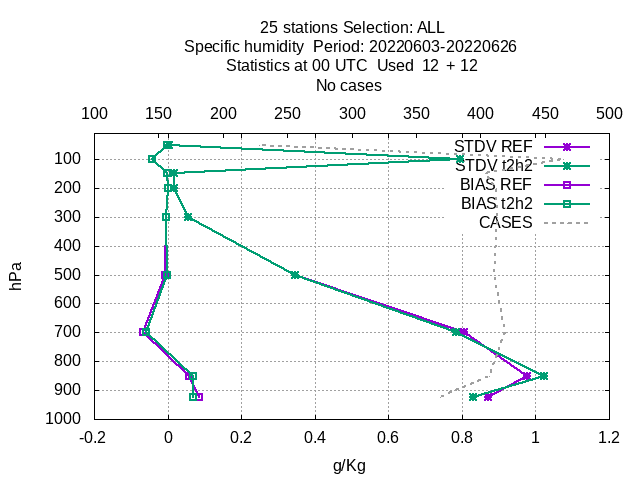 25 stations Selection: ALL
Specific humidity  Period: 20220603-20220626
Statistics at 00 UTC  Used  12  + 12
No cases
100 150 200 250 300 350 400 450 500
STDV REF
100
STDV t2h2
BIAS REF
200
BIAS t2h2
300
CASES
400
hPa
500
600
700
800
900
1000
-0.2 0 0.2 0.4 0.6 0.8 1 1.2
g/Kg